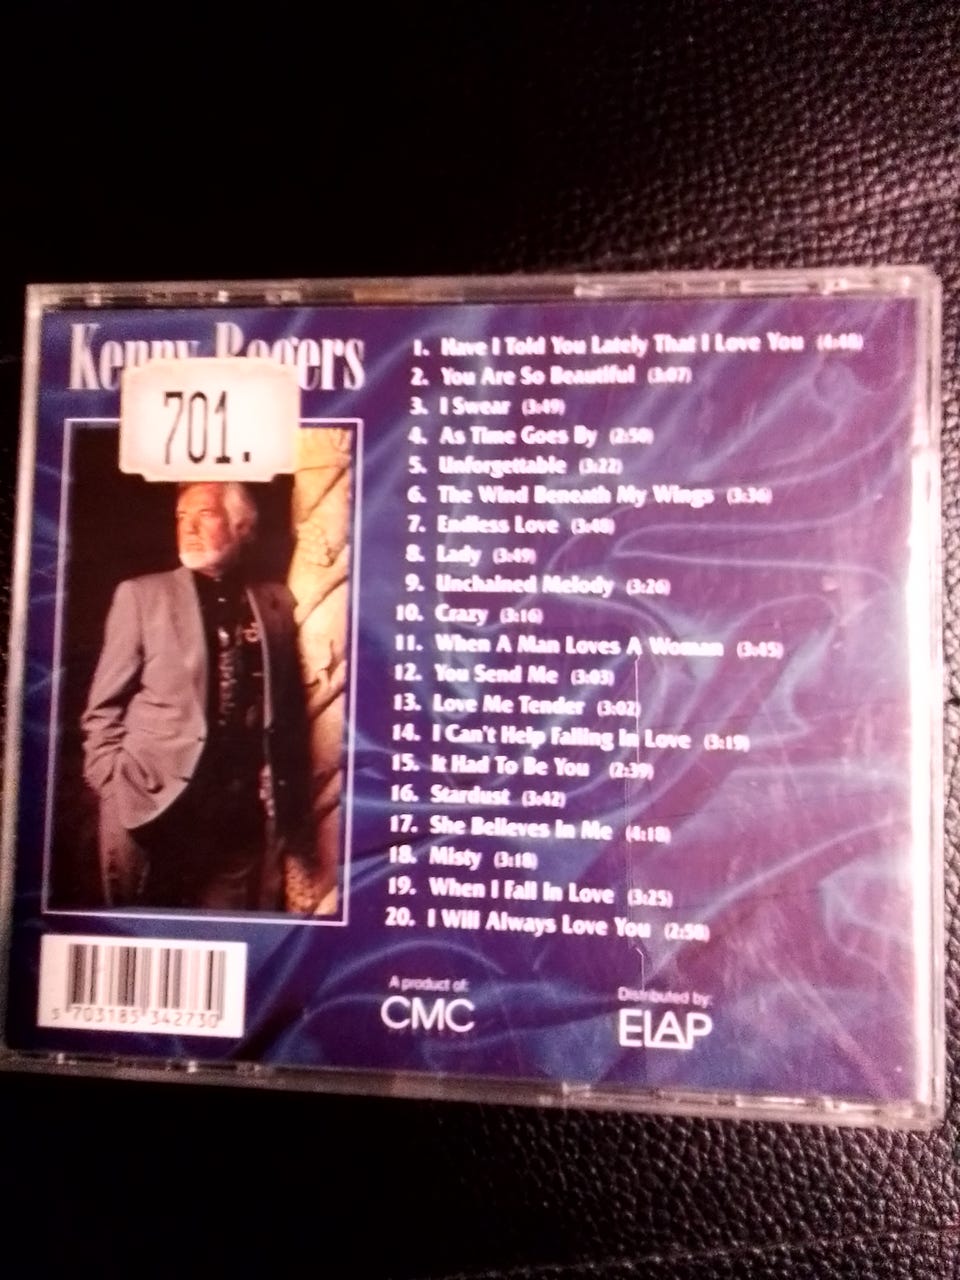 Kenny Rogers
701.
1. Have I Told You Lately That I Love You (4:48)
2. You Are So Beautiful (3:07)
3. I Swear (3:49)
4. As Time Goes By (2:50)
5. Unforgettable (3:22)
6. The Wind Beneath My Wings (3:36)
7. Endless Love (3:48)
8. Lady (3:49)
9. Unchained Melody (3:26)
10. Crazy (3:16)
11. When A Man Loves A Woman (3:45)
12. You Send Me (3:03)
13. Love Me Tender (3:02)
14. I Can't Help Falling In Love (3:19)
15. It Had To Be You (2:39)
16. Stardust (3:42)
17. She Believes In Me (4:18)
18. Misty (3:18)
19. When I Fall In Love (3:25)
20. I Will Always Love You (2:58)
5 703185 342730
A product of:
CMC
Distributed by:
ELAP